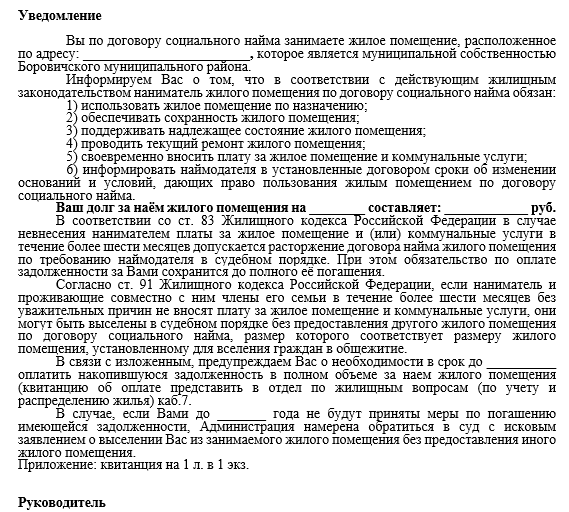 Уведомление
Вы по договору социального найма занимаете жилое помещение, расположенное
по адресу: ________________________, которое является муниципальной собственностью
Боровичского муниципального района.
Информируем Вас о том, что в соответствии с действующим жилищным
законодательством наниматель жилого помещения по договору социального найма обязан:
1) использовать жилое помещение по назначению;
2) обеспечивать сохранность жилого помещения;
3) поддерживать надлежащее состояние жилого помещения;
4) проводить текущий ремонт жилого помещения;
5) своевременно вносить плату за жилое помещение и коммунальные услуги;
6) информировать наймодателя в установленные договором сроки об изменении
оснований и условий, дающих право пользования жилым помещением по договору
социального найма.
Ваш долг за наём жилого помещения на ________ составляет:____________ руб.
В соответствии со ст. 83 Жилищного кодекса Российской Федерации в случае
невнесения нанимателем платы за жилое помещение и (или) коммунальные услуги в
течение более шести месяцев допускается расторжение договора найма жилого помещения
по требованию наймодателя в судебном порядке. При этом обязательство по оплате
задолженности за Вами сохранится до полного её погашения.
Согласно ст. 91 Жилищного кодекса Российской Федерации, если наниматель и
проживающие совместно с ним члены его семьи в течение более шести месяцев без
уважительных причин не вносят плату за жилое помещение и коммунальные услуги, они
могут быть выселены в судебном порядке без предоставления другого жилого помещения
по договору социального найма, размер которого соответствует размеру жилого
помещения, установленному для вселения граждан в общежитие.
В связи с изложенным, предупреждаем Вас о необходимости в срок до __________
оплатить накопившуюся задолженность в полном объеме за наем жилого помещения
(квитанцию об оплате представить в отдел по жилищным вопросам (по учету и
распределению жилья) каб.7.
В случае, если Вами до _______ года не будут приняты меры по погашению
имеющейся задолженности, Администрация намерена обратиться в суд с исковым
заявлением о выселении Вас из занимаемого жилого помещения без предоставления иного
жилого помещения.
Приложение: квитанция на 1 л. в 1 экз.
Руководитель